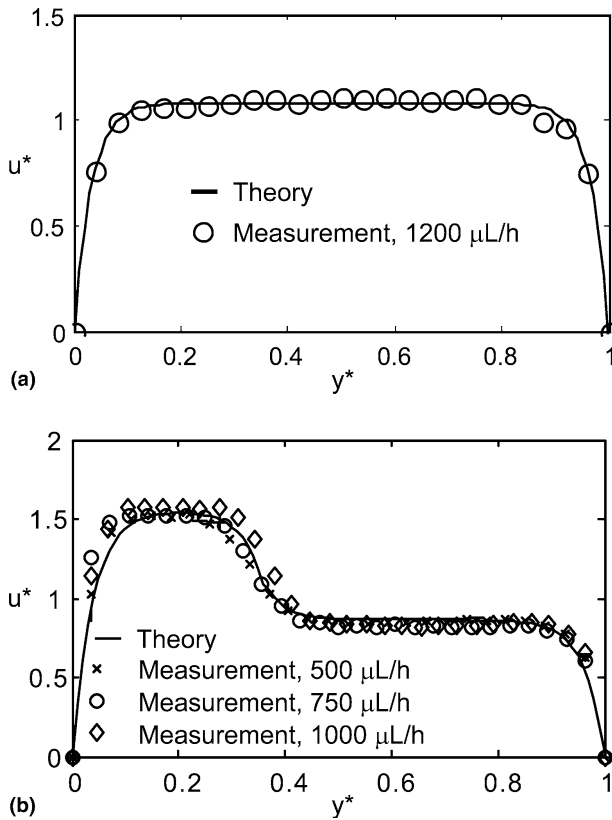 1.5
1
u*
Theory
0.5
Measurement, 1200 μL/h
0
0 0.2 0.4 0.6 0.8 1
(a) y*
2
1.5
u*
1
Theory
Measurement, 500 μL/h
0.5
Measurement, 750 μL/h
Measurement, 1000 μL/h
0
0 0.2 0.4 0.6 0.8 1
(b) y*